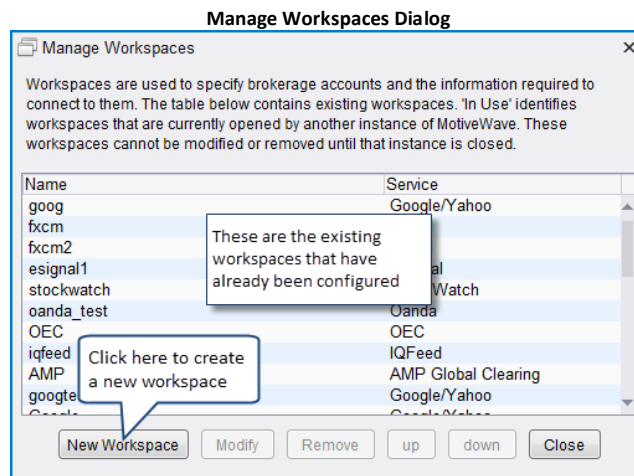 Manage Workspaces Dialog
Manage Workspaces
Workspaces are used to specify brokerage accounts and the information required to
connect to them. The table below contains existing workspaces. 'In Use' identifies
workspaces that are currently opened by another instance of MotiveWave. These
workspaces cannot be modified or removed until that instance is closed.
Name Service
goog Google/Yahoo
fxcm
fxcm2
These are the existing
workspaces that have
already been configured
esignal1 al
stockwatch Watch
oanda_test Oanda
OEC OEC
iqfeed IQFeed
AMP AMP Global Clearing
Click here to create
a new workspace
googte Google/Yahoo
Google Google/Yahoo
New Workspace Modify Remove up down Close